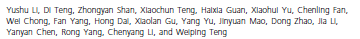 Yushu Li, Di Teng, Zhongyan Shan, Xiaochun Teng, Haixia Guan, Xiaohui Yu, Chenling Fan,
Wei Chong, Fan Yang, Hong Dai, Xiaolan Gu, Yang Yu, Jinyuan Mao, Dong Zhao, Jia Li,
Yanyan Chen, Rong Yang, Chenyang Li, and Weiping Teng